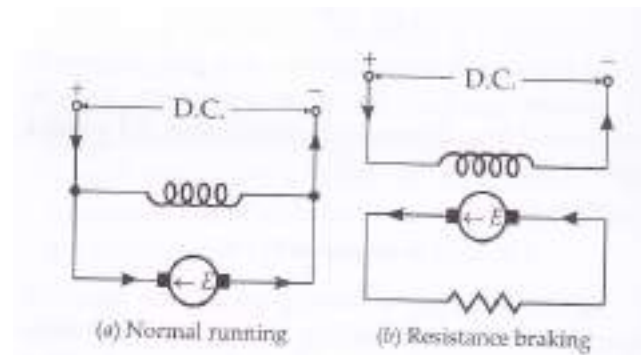 + D.C. −
← E
(a) Normal running
+ D.C. −
← E
(b) Resistance braking